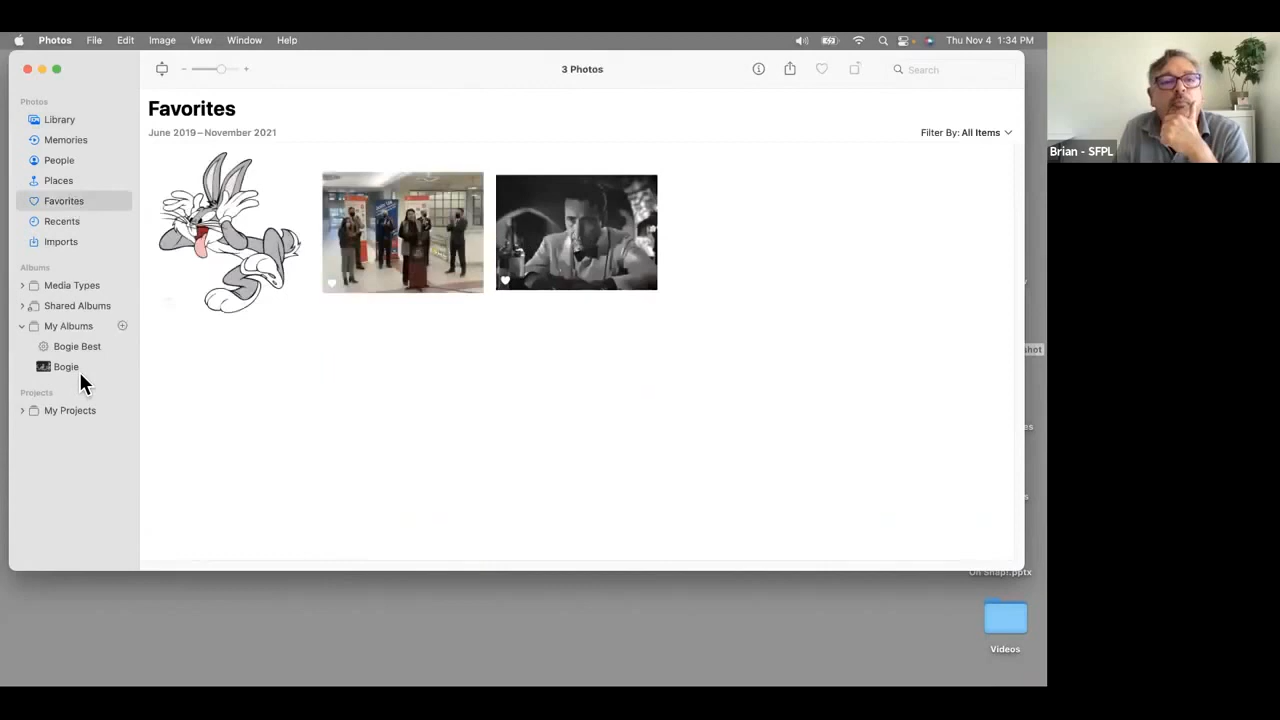 Photos File Edit Image View Window Help
Thu Nov 4 1:34 PM
3 Photos
Search
Photos
Library
Memories
People
Places
Favorites
Recents
Imports
Albums
Media Types
Shared Albums
My Albums
Bogie Best
Bogie
Projects
My Projects
Favorites
June 2019 – November 2021
Filter By: All Items
Brian - SFPL
shot
es
s
Videos